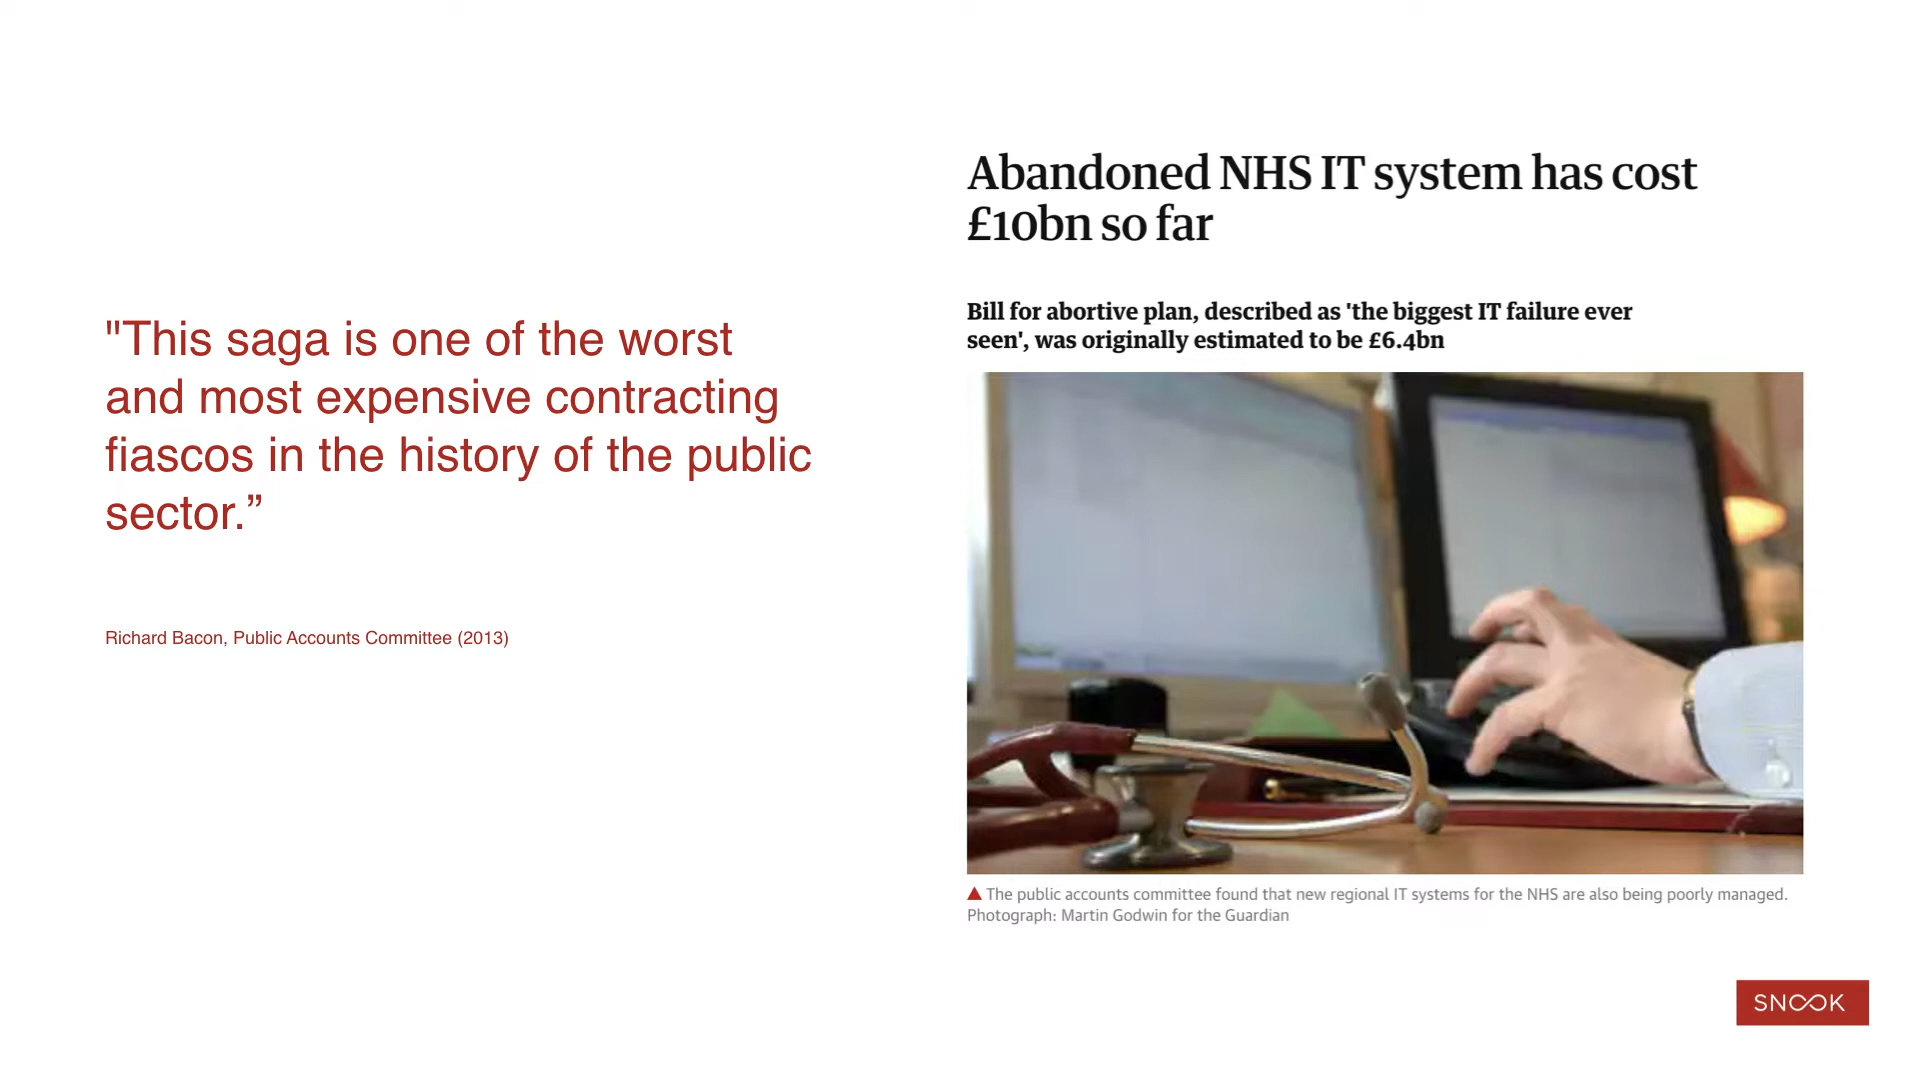 "This saga is one of the worst
and most expensive contracting
fiascos in the history of the public
sector.”
Richard Bacon, Public Accounts Committee (2013)
Abandoned NHS IT system has cost
£10bn so far
Bill for abortive plan, described as 'the biggest IT failure ever
seen', was originally estimated to be £6.4bn
The public accounts committee found that new regional IT systems for the NHS are also being poorly managed.
Photograph: Martin Godwin for the Guardian
SNOOK